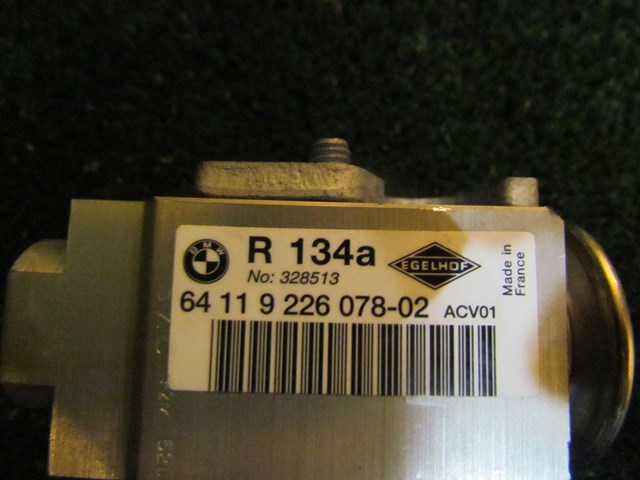 BMW
R 134a
EGELHOF
No: 328513
Made in
France
64 11 9 226 078-02 ACV01